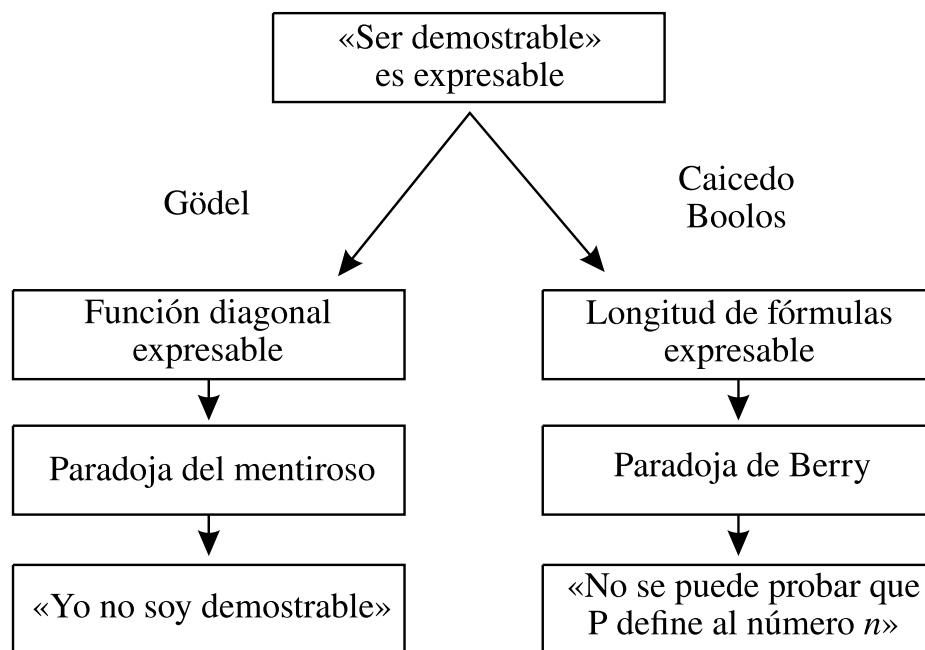 «Ser demostrable»
es expresable
Gödel
Caicedo
Boolos
Función diagonal
expresable
Longitud de fórmulas
expresable
Paradoja del mentiroso
Paradoja de Berry
«Yo no soy demostrable»
«No se puede probar que
P define al número n»